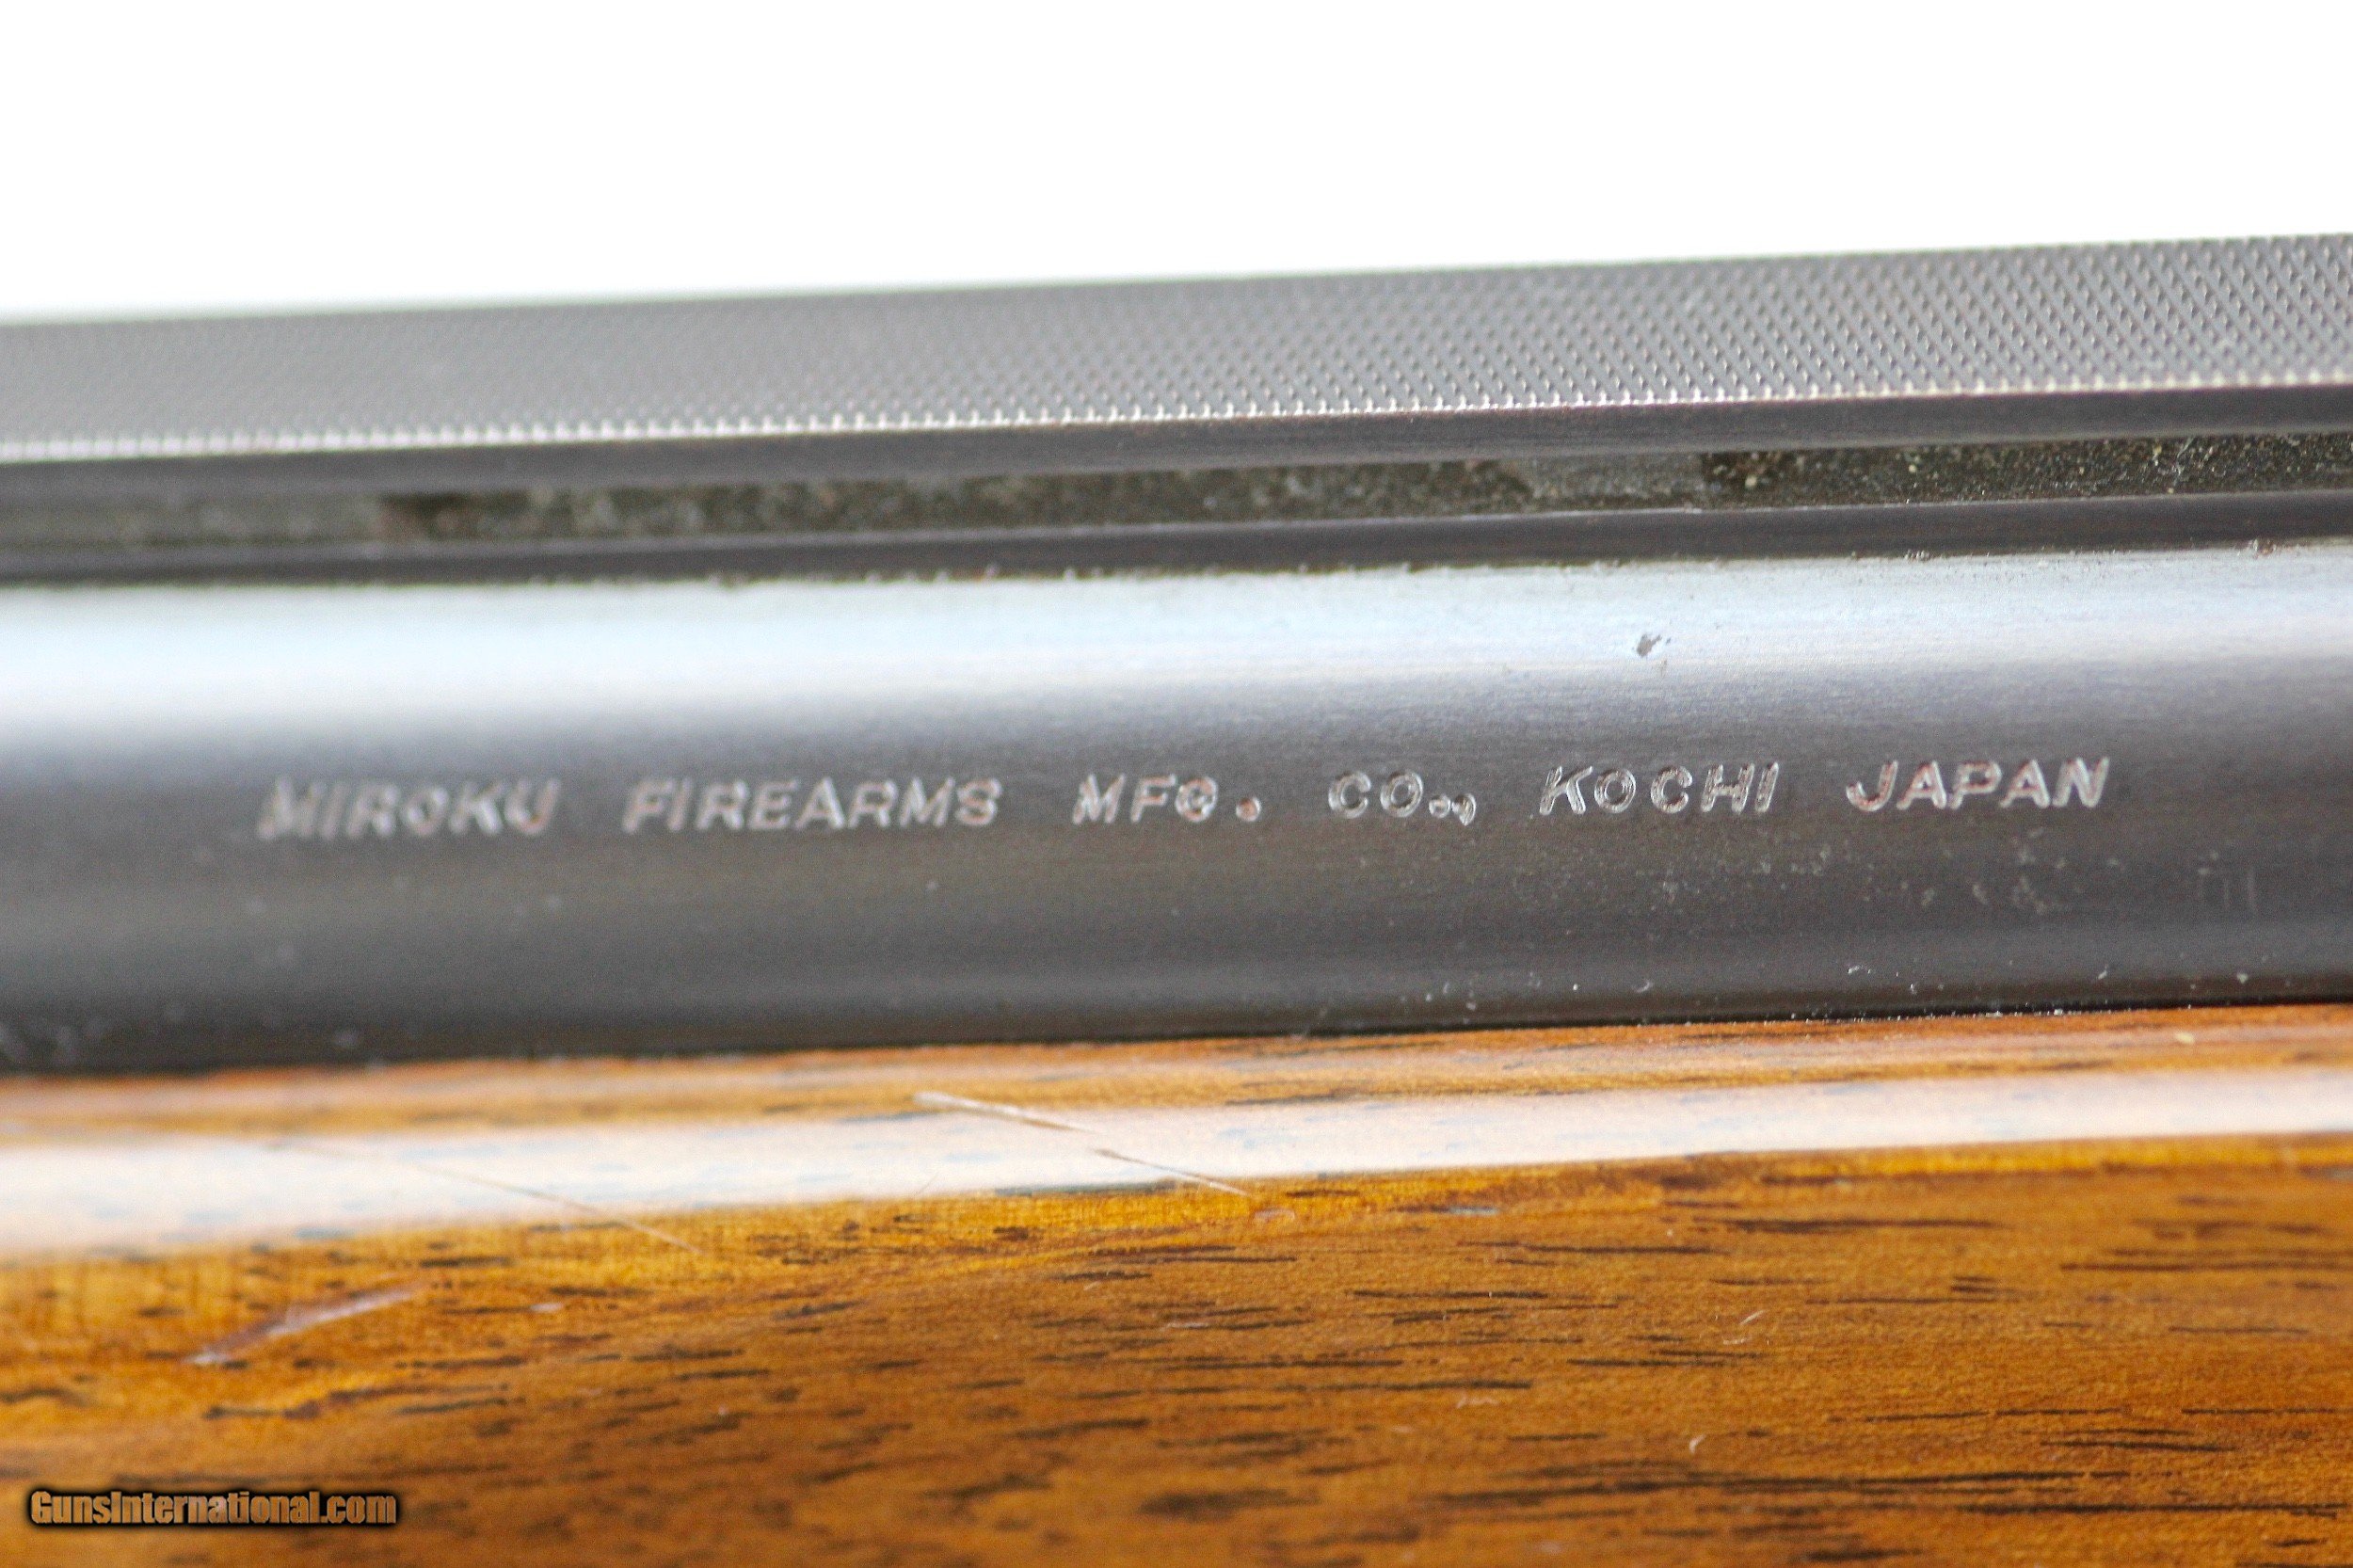 MIROKU FIREARMS MFG. CO., KOCHI JAPAN
GunsInternational.com